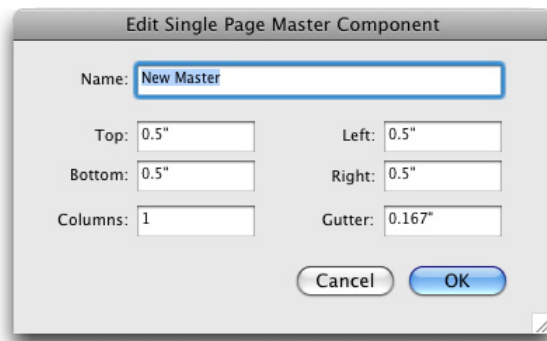 Edit Single Page Master Component
Name: New Master
Top: 0.5" Left: 0.5"
Bottom: 0.5" Right: 0.5"
Columns: 1 Gutter: 0.167"
Cancel OK